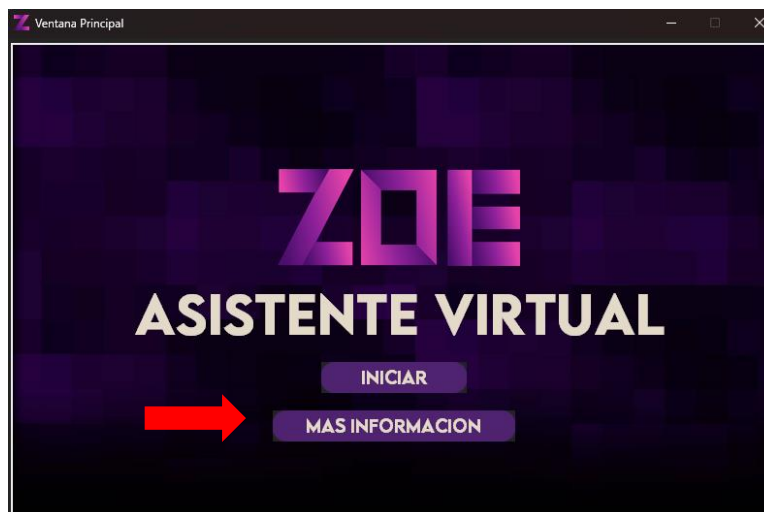 Ventana Principal
ZOE
ASISTENTE VIRTUAL
INICIAR
MAS INFORMACION